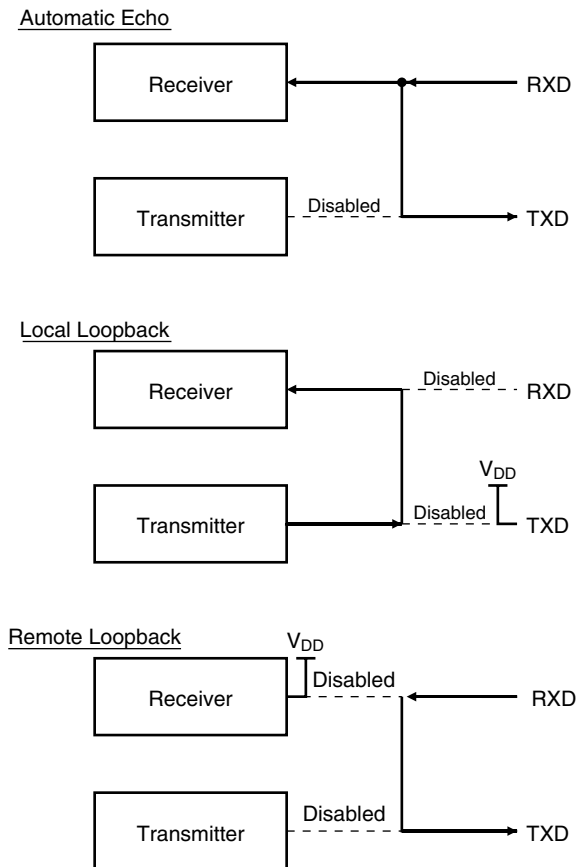 Automatic Echo
Receiver
RXD
Transmitter
Disabled
TXD
Local Loopback
Receiver
Disabled
RXD
VDD
Transmitter
Disabled
TXD
Remote Loopback
VDD
Receiver
Disabled
RXD
Transmitter
Disabled
TXD